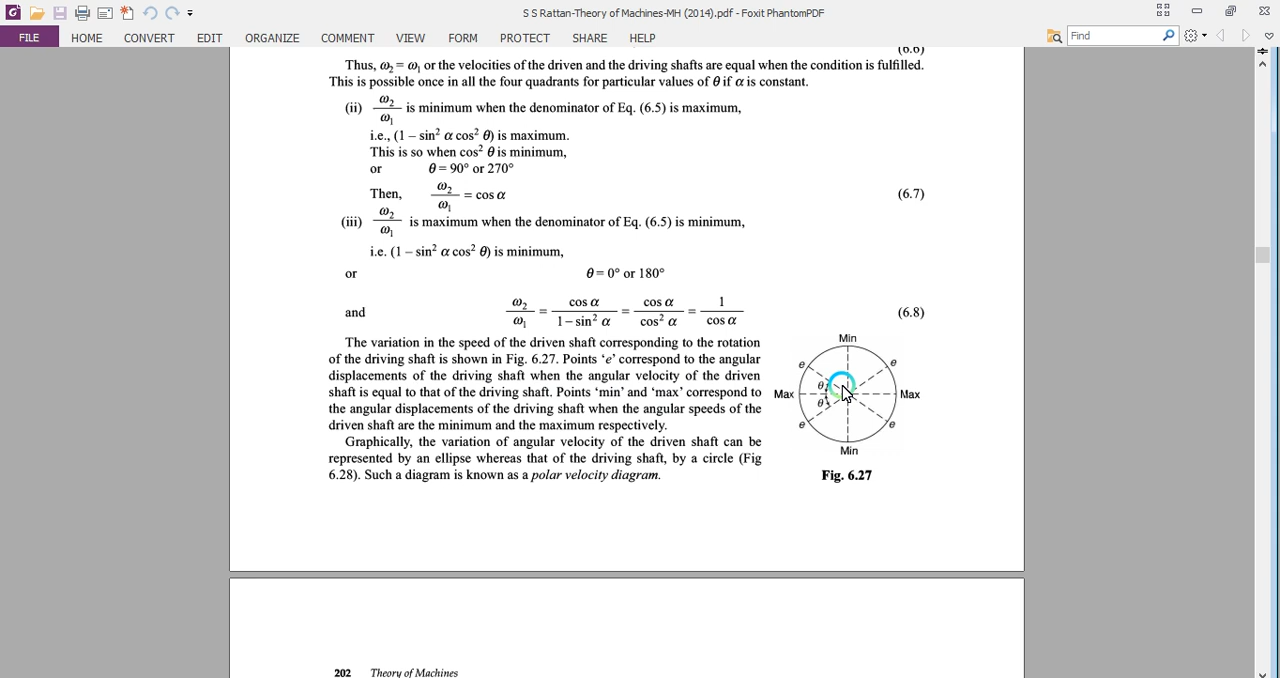 S S Rattan-Theory of Machines-MH (2014).pdf - Foxit PhantomPDF
FILE HOME CONVERT EDIT ORGANIZE COMMENT VIEW FORM PROTECT SHARE HELP Find
(6.6)
Thus, ω₂ = ω₁ or the velocities of the driven and the driving shafts are equal when the condition is fulfilled.
This is possible once in all the four quadrants for particular values of θ if α is constant.
(ii) ω₂/ω₁ is minimum when the denominator of Eq. (6.5) is maximum,
i.e., (1 – sin² α cos² θ) is maximum.
This is so when cos² θ is minimum,
or θ = 90° or 270°
Then, ω₂/ω₁ = cos α (6.7)
(iii) ω₂/ω₁ is maximum when the denominator of Eq. (6.5) is minimum,
i.e. (1 – sin² α cos² θ) is minimum,
or θ = 0° or 180°
and ω₂/ω₁ = cos α/1 – sin² α = cos α/cos² α = 1/cos α (6.8)
The variation in the speed of the driven shaft corresponding to the rotation
of the driving shaft is shown in Fig. 6.27. Points ‘e’ correspond to the angular
displacements of the driving shaft when the angular velocity of the driven
shaft is equal to that of the driving shaft. Points ‘min’ and ‘max’ correspond to
the angular displacements of the driving shaft when the angular speeds of the
driven shaft are the minimum and the maximum respectively.
Graphically, the variation of angular velocity of the driven shaft can be
represented by an ellipse whereas that of the driving shaft, by a circle (Fig
6.28). Such a diagram is known as a polar velocity diagram.
Min
e e
θ
Max Max
θ
e e
Min
Fig. 6.27
202 Theory of Machines